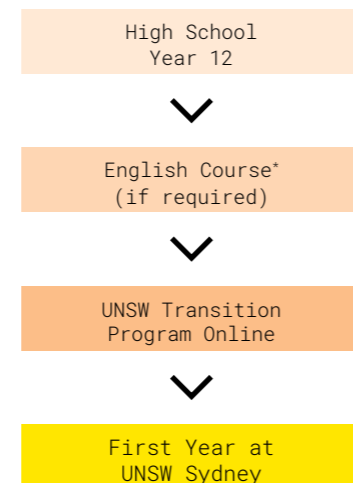 High School
Year 12
English Course*
(if required)
UNSW Transition
Program Online
First Year at
UNSW Sydney